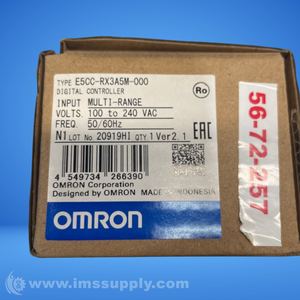 TYPE E5CC-RX3A5M-000
DIGITAL CONTROLLER
INPUT MULTI-RANGE
VOLTS. 100 to 240 VAC
FREQ. 50/60Hz
N1 LOT No. 20919HI QTY.1 Ver2.1
Ro
EAC
4 549734 266390
OMRON Corporation
Designed by OMRON MADE IN INDONESIA
OMRON
56-72-257
© www.imssupply.com